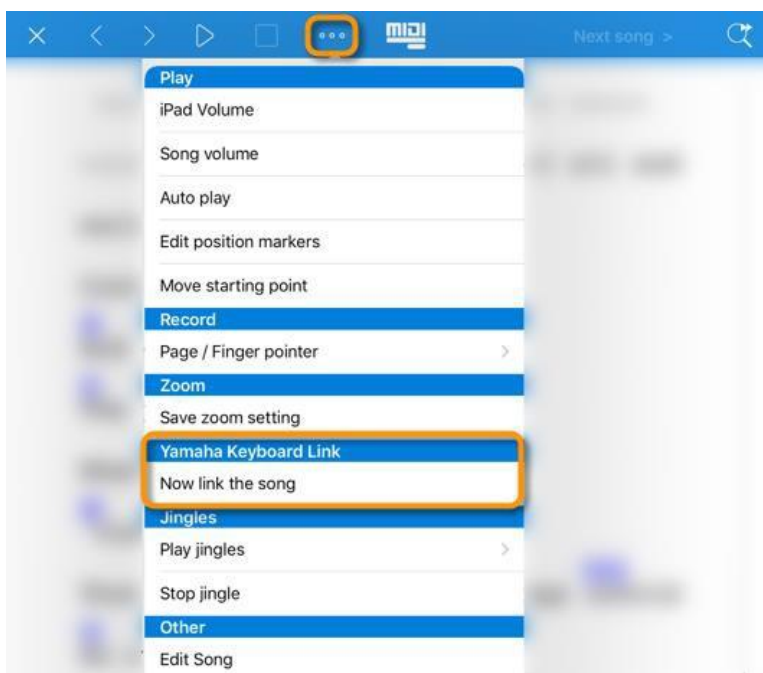 MIDI
Next song >
Play
iPad Volume
Song volume
Auto play
Edit position markers
Move starting point
Record
Page / Finger pointer
Zoom
Save zoom setting
Yamaha Keyboard Link
Now link the song
Jingles
Play jingles
Stop jingle
Other
Edit Song